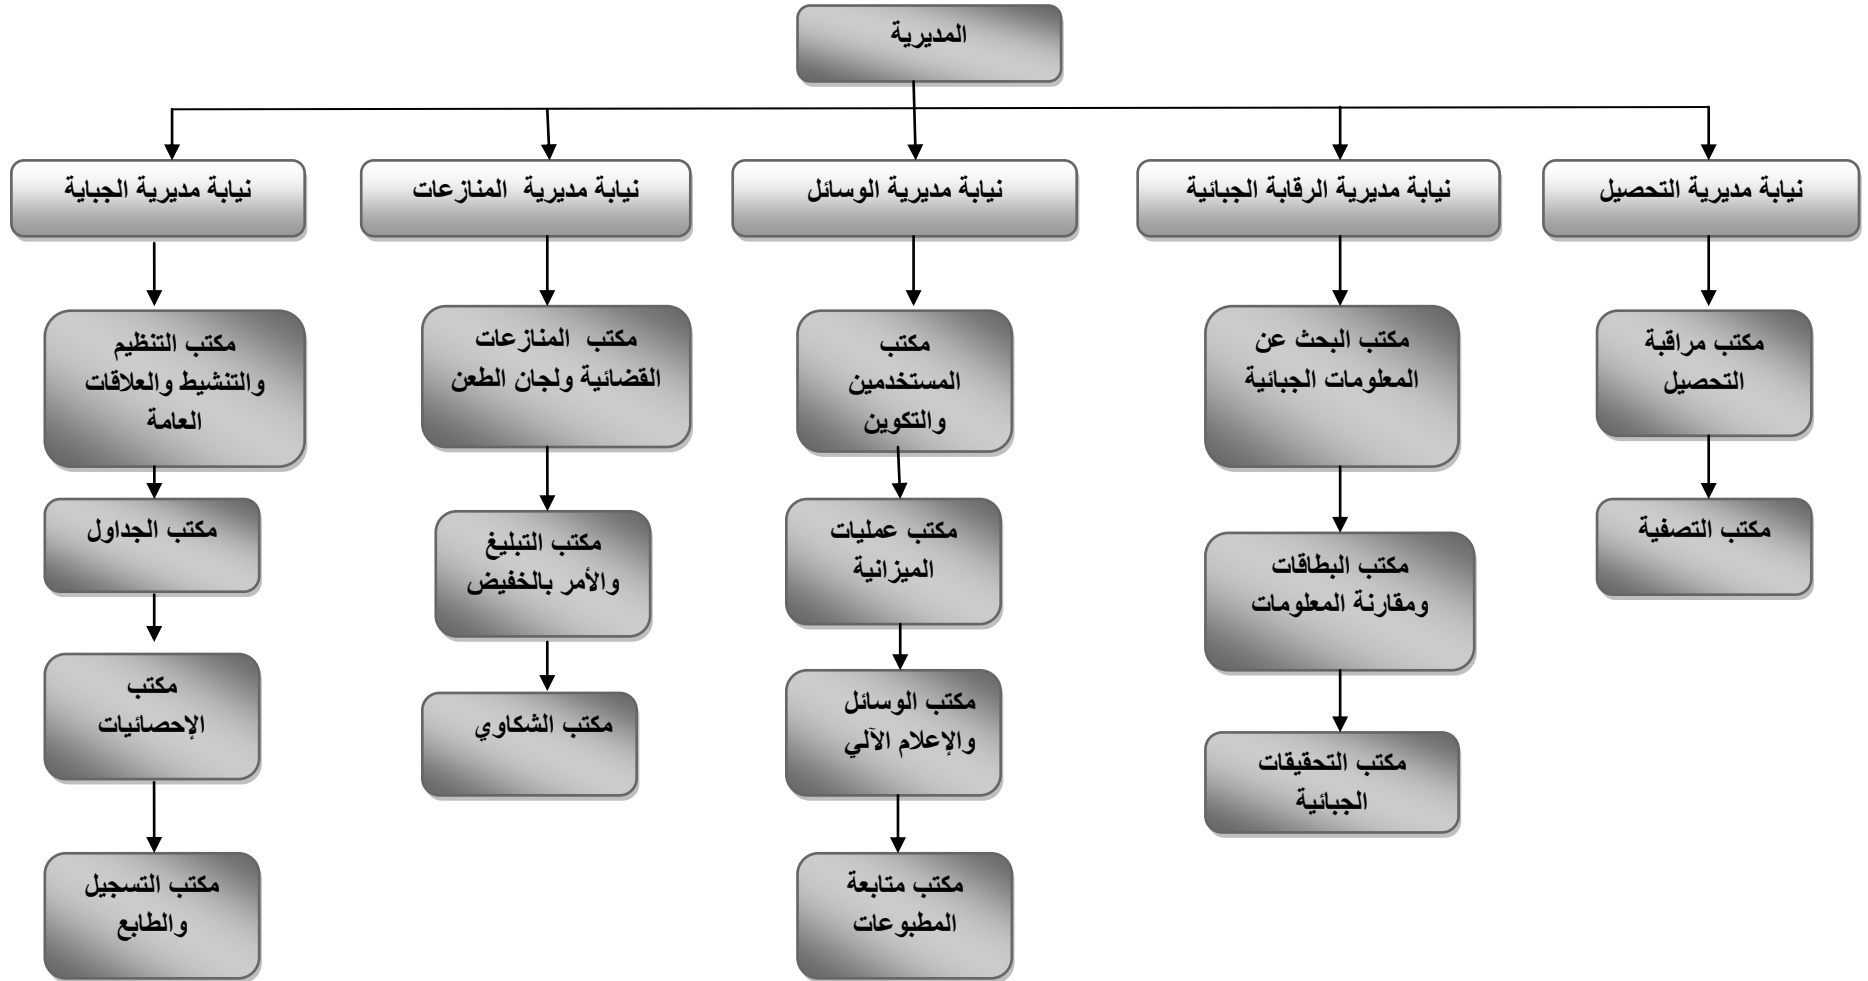 المديرية
نيابة مديرية التحصيل
نيابة مديرية الرقابة الجبائية
نيابة مديرية الوسائل
نيابة مديرية المنازعات
نيابة مديرية الجباية
مكتب مراقبة
التحصيل
مكتب التصفية
مكتب البحث عن
المعلومات الجبائية
مكتب البطاقات
ومقارنة المعلومات
مكتب التحقيقات
الجبائية
مكتب
المستخدمين
والتكوين
مكتب عمليات
الميزانية
مكتب الوسائل
والإعلام الآلي
مكتب متابعة
المطبوعات
مكتب المنازعات
القضائية ولجان الطعن
مكتب التبليغ
والأمر بالخفيض
مكتب الشكاوي
مكتب التنظيم
والتنشيط والعلاقات
العامة
مكتب الجداول
مكتب
الإحصائيات
مكتب التسجيل
والطابع